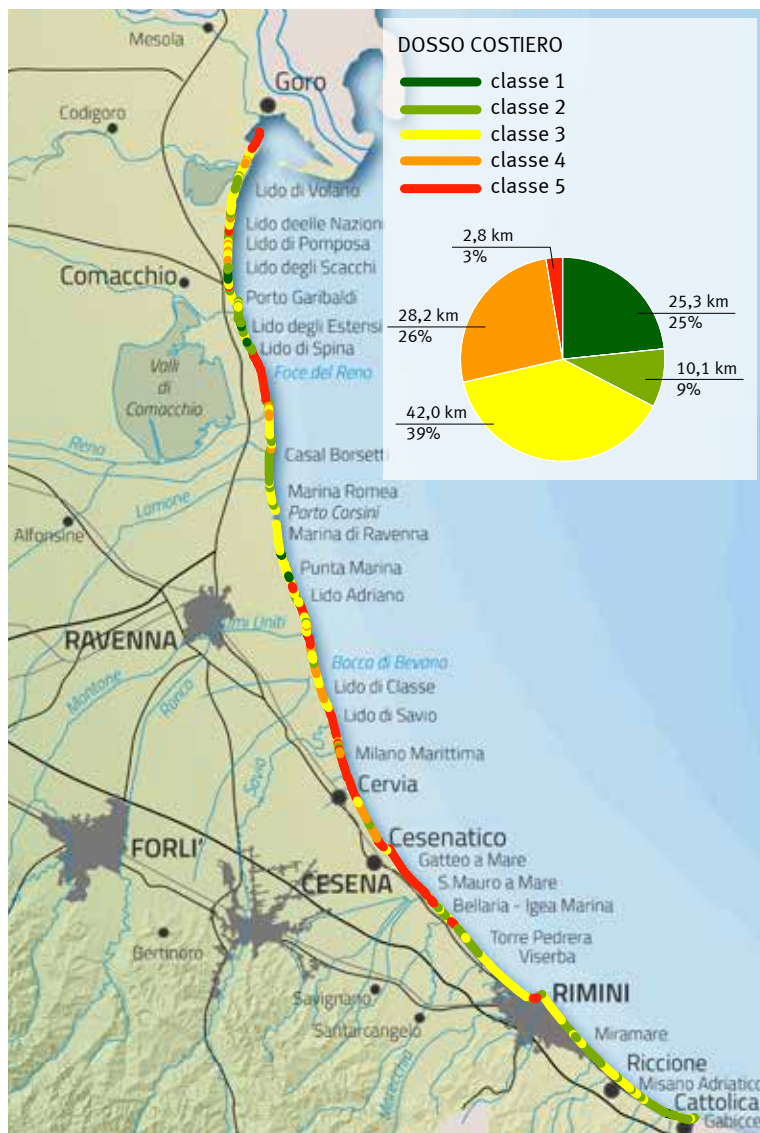 DOSSO COSTIERO
classe 1
classe 2
classe 3
classe 4
classe 5
2,8 km
3%
25,3 km
25%
28,2 km
26%
10,1 km
9%
42,0 km
39%
Mesola
Goro
Codigoro
Lido di Volano
Lido deelle Nazioni
Lido di Pomposa
Comacchio
Lido degli Scacchi
Porto Garibaldi
Lido degli Estensi
Lido di Spina
Foce del Reno
Valli
di
Comacchio
Reno
Casal Borsetti
Lamone
Marina Romea
Porto Corsini
Alfonsine
Marina di Ravenna
Punta Marina
Lido Adriano
RAVENNA
Fiumi Uniti
Montone
Ronco
Bocca di Bevano
Lido di Classe
Lido di Savio
Savio
Milano Marittima
Cervia
FORLI'
Cesenatico
Gatteo a Mare
CESENA
S.Mauro a Mare
Bellaria - Igea Marina
Bertinoro
Torre Pedrera
Viserba
Savignano
RIMINI
Santarcangelo
Miramare
Marecchia
Riccione
Misano Adriatico
Cattolica
Gabicce